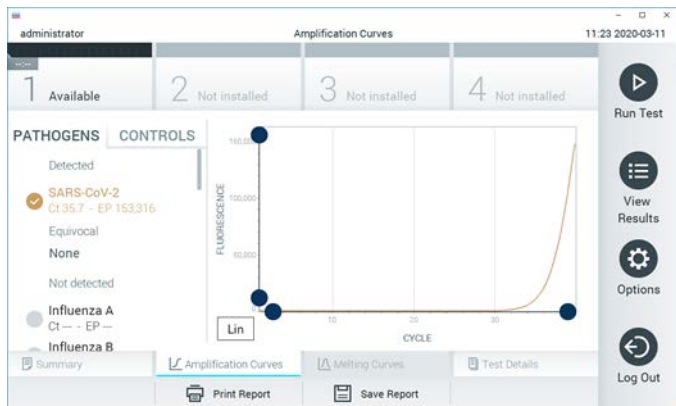 administrator
Amplification Curves
11:23 2020-03-11
--:--
1 Available
2 Not installed
3 Not installed
4 Not installed
Run Test
PATHOGENS
CONTROLS
Detected
SARS-CoV-2
Ct 35.7 - EP 153,316
Equivocal
None
Not detected
Influenza A
Ct -- - EP --
Influenza B
FLUORESCENCE
160,000
100,000
60,000
0
10
20
30
CYCLE
Lin
View
Results
Options
Log Out
Summary
Amplification Curves
Melting Curves
Test Details
Print Report
Save Report